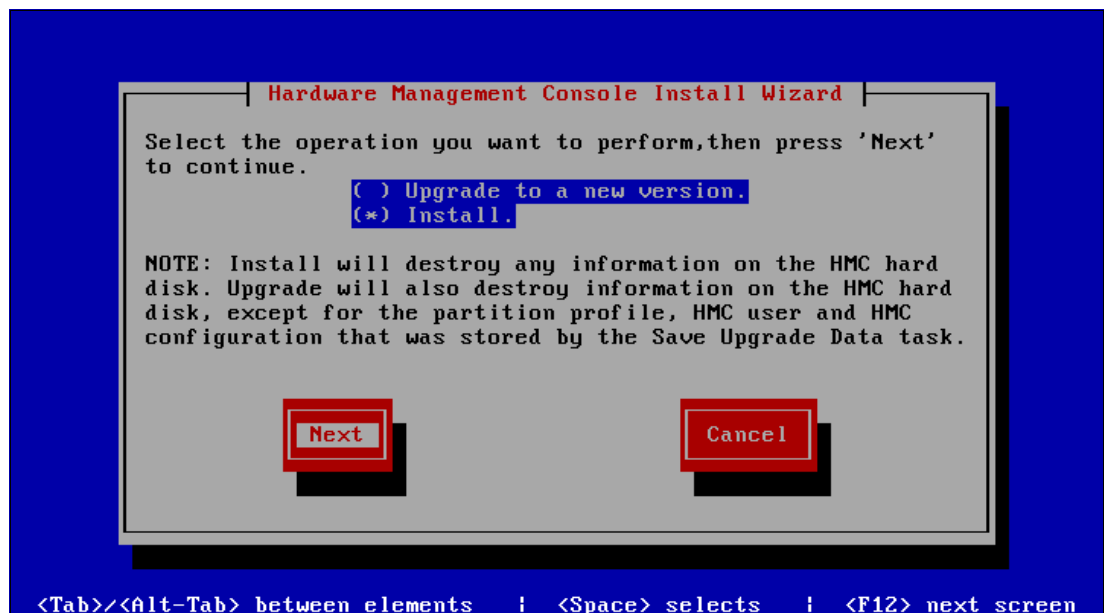 Hardware Management Console Install Wizard
Select the operation you want to perform,then press 'Next'
to continue.
( ) Upgrade to a new version.
(*) Install.
NOTE: Install will destroy any information on the HMC hard
disk. Upgrade will also destroy information on the HMC hard
disk, except for the partition profile, HMC user and HMC
configuration that was stored by the Save Upgrade Data task.
Next
Cancel
<Tab>/<Alt-Tab> between elements | <Space> selects | <F12> next screen